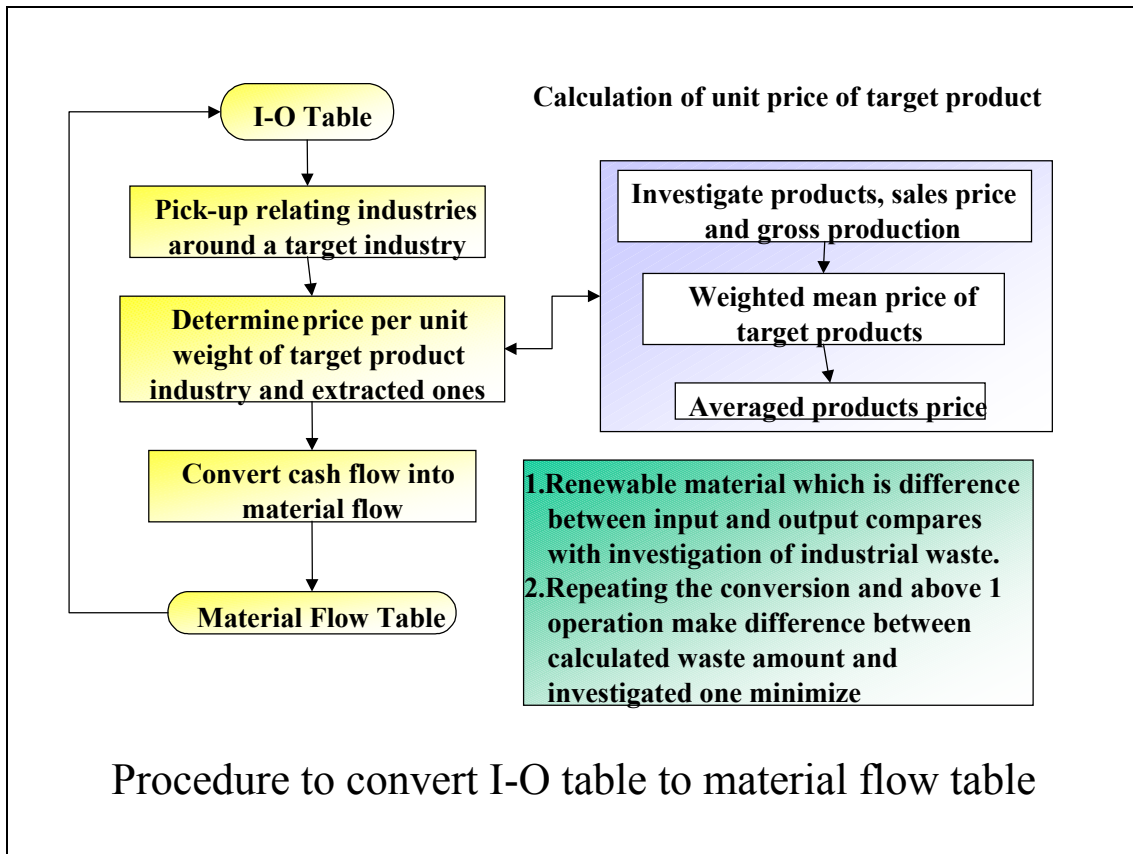 I-O Table
Pick-up relating industries
around a target industry
Determine price per unit
weight of target product
industry and extracted ones
Convert cash flow into
material flow
Material Flow Table
Calculation of unit price of target product
Investigate products, sales price
and gross production
Weighted mean price of
target products
Averaged products price
1.Renewable material which is difference
between input and output compares
with investigation of industrial waste.
2.Repeating the conversion and above 1
operation make difference between
calculated waste amount and
investigated one minimize
Procedure to convert I-O table to material flow table